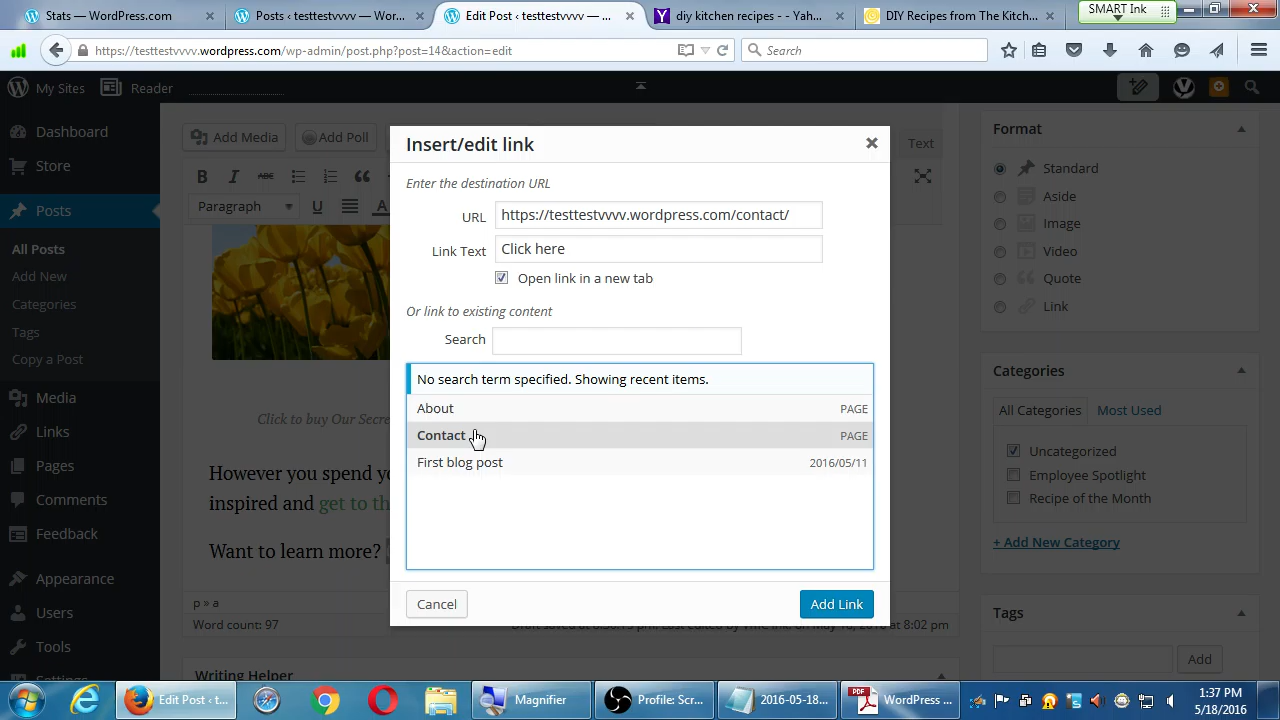 Stats — WordPress.com
Posts ‹ testtestvvvv — Wor...
Edit Post ‹ testtestvvvv — ...
diy kitchen recipes - - Yah...
DIY Recipes from The Kitch...
SMART Ink
https://testtestvvvv.wordpress.com/wp-admin/post.php?post=14&action=edit
Search
My Sites
Reader
Dashboard
Store
Posts
All Posts
Add New
Categories
Tags
Copy a Post
Media
Links
Pages
Comments
Feedback
Appearance
Users
Tools
Settings
Add Media
Add Poll
Text
B I ABC
Paragraph
U
A
Click to buy Our Secre
However you spend yo
inspired and get to th
Want to learn more?
p » a
Word count: 97
Writing Helper
Insert/edit link
Enter the destination URL
URL
https://testtestvvvv.wordpress.com/contact/
Link Text
Click here
Open link in a new tab
Or link to existing content
Search
No search term specified. Showing recent items.
About
PAGE
Contact
PAGE
First blog post
2016/05/11
Cancel
Add Link
at 8:02 pm
Format
Standard
Aside
Image
Video
Quote
Link
Categories
All Categories
Most Used
Uncategorized
Employee Spotlight
Recipe of the Month
+ Add New Category
Tags
Add
Edit Post ‹ t...
Magnifier
Profile: Scr...
2016-05-18...
WordPress ...
PDF
1:37 PM
5/18/2016